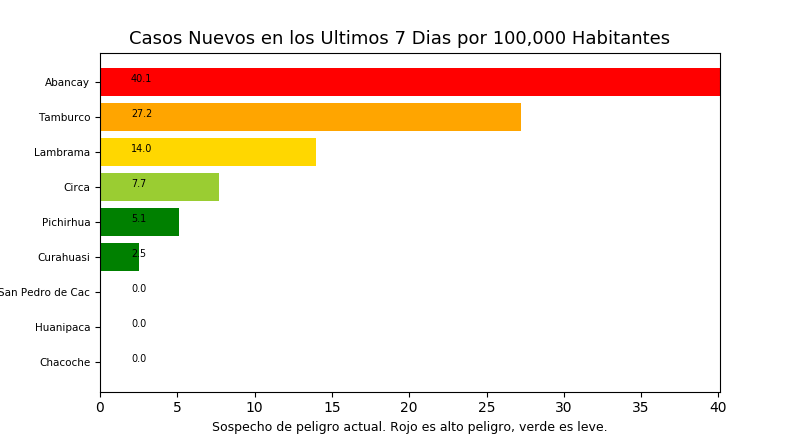 Casos Nuevos en los Ultimos 7 Dias por 100,000 Habitantes
Abancay 40.1
Tamburco 27.2
Lambrama 14.0
Circa 7.7
Pichirhua 5.1
Curahuasi 2.5
San Pedro de Cac 0.0
Huanipaca 0.0
Chacoche 0.0
0 5 10 15 20 25 30 35 40
Sospecho de peligro actual. Rojo es alto peligro, verde es leve.